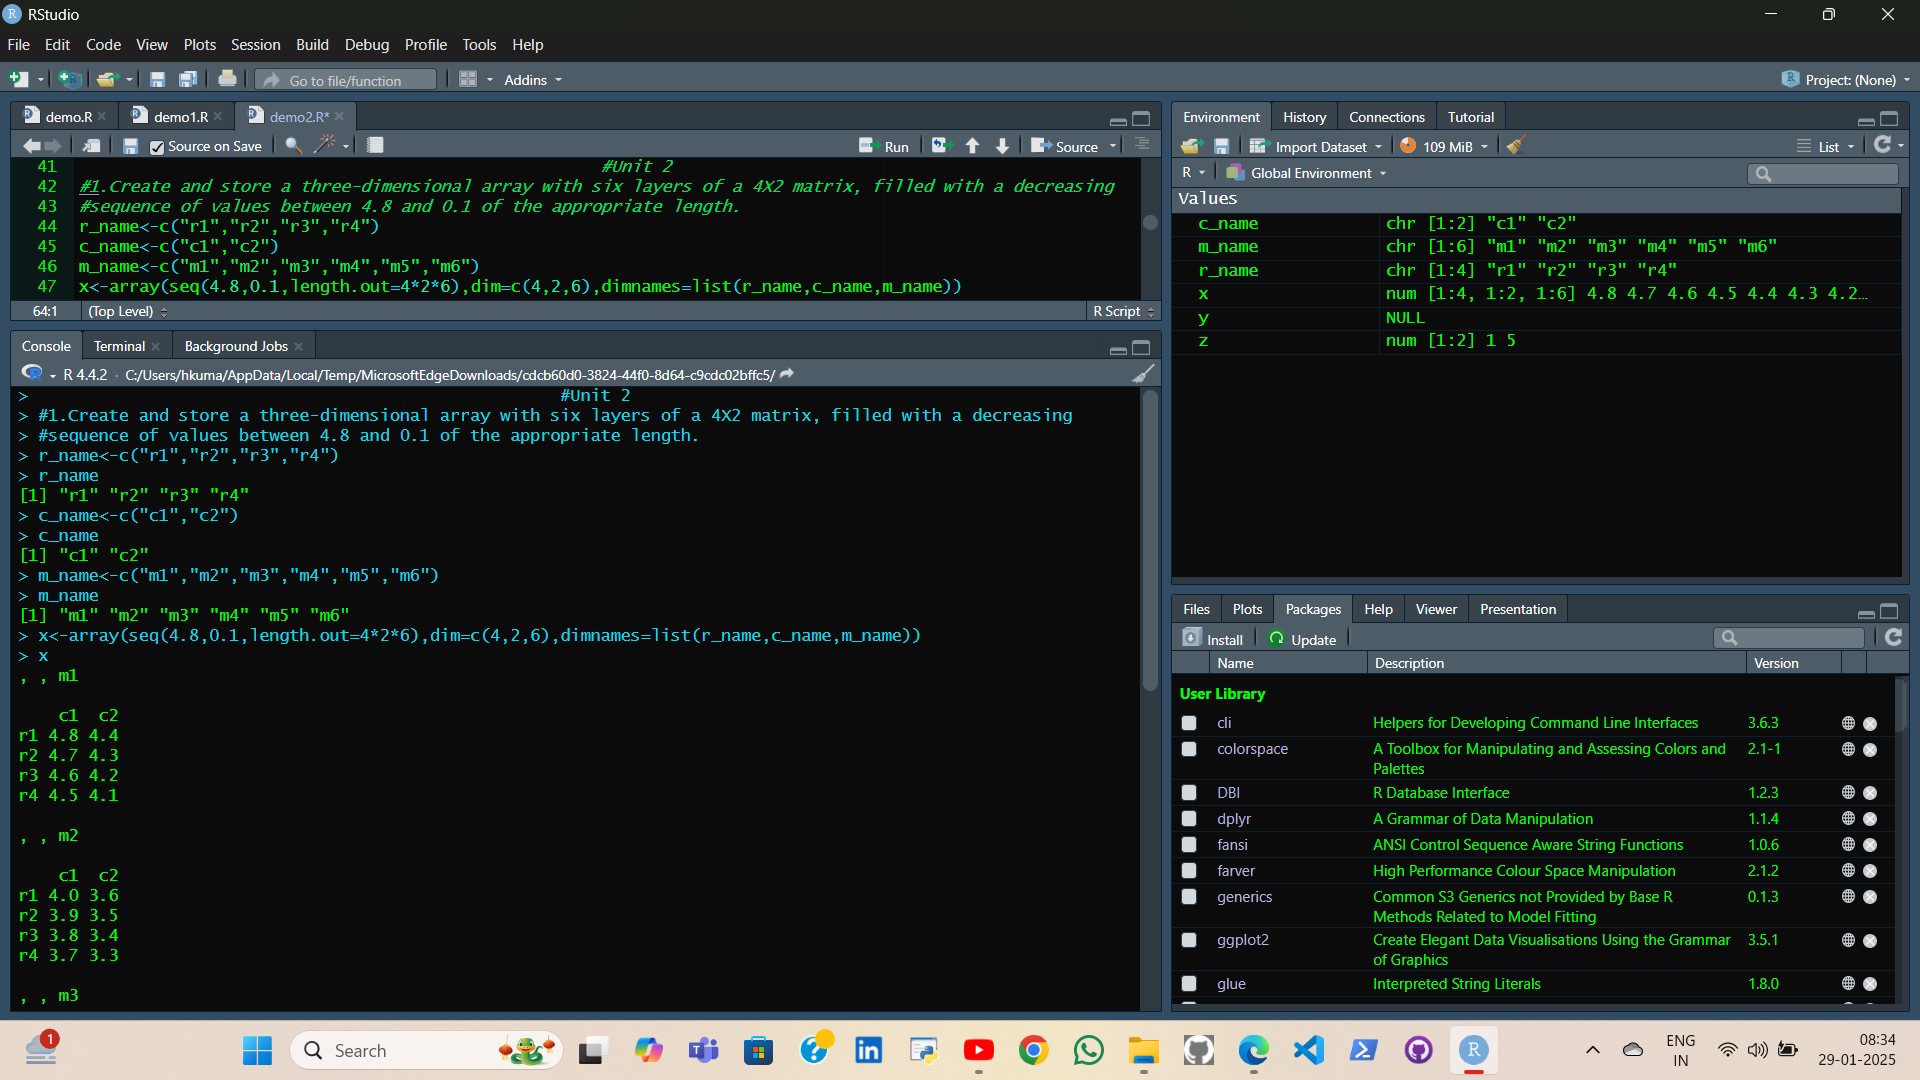 RStudio
File Edit Code View Plots Session Build Debug Profile Tools Help
Go to file/function Addins Project: (None)
demo.R demo1.R demo2.R*
Source on Save Run Source
41 #Unit 2
42 #1.Create and store a three-dimensional array with six layers of a 4X2 matrix, filled with a decreasing
43 #sequence of values between 4.8 and 0.1 of the appropriate length.
44 r_name<-c("r1","r2","r3","r4")
45 c_name<-c("c1","c2")
46 m_name<-c("m1","m2","m3","m4","m5","m6")
47 x<-array(seq(4.8,0.1,length.out=4*2*6),dim=c(4,2,6),dimnames=list(r_name,c_name,m_name))
64:1 (Top Level) R Script
Console Terminal Background Jobs
R 4.4.2 · C:/Users/hkuma/AppData/Local/Temp/MicrosoftEdgeDownloads/cdcb60d0-3824-44f0-8d64-c9cdc02bffc5/
> #Unit 2
> #1.Create and store a three-dimensional array with six layers of a 4X2 matrix, filled with a decreasing
> #sequence of values between 4.8 and 0.1 of the appropriate length.
> r_name<-c("r1","r2","r3","r4")
> r_name
[1] "r1" "r2" "r3" "r4"
> c_name<-c("c1","c2")
> c_name
[1] "c1" "c2"
> m_name<-c("m1","m2","m3","m4","m5","m6")
> m_name
[1] "m1" "m2" "m3" "m4" "m5" "m6"
> x<-array(seq(4.8,0.1,length.out=4*2*6),dim=c(4,2,6),dimnames=list(r_name,c_name,m_name))
> x
, , m1
c1 c2
r1 4.8 4.4
r2 4.7 4.3
r3 4.6 4.2
r4 4.5 4.1
, , m2
c1 c2
r1 4.0 3.6
r2 3.9 3.5
r3 3.8 3.4
r4 3.7 3.3
, , m3
Environment History Connections Tutorial
Import Dataset 109 MiB List
R Global Environment
Values
c_name chr [1:2] "c1" "c2"
m_name chr [1:6] "m1" "m2" "m3" "m4" "m5" "m6"
r_name chr [1:4] "r1" "r2" "r3" "r4"
x num [1:4, 1:2, 1:6] 4.8 4.7 4.6 4.5 4.4 4.3 4.2…
y NULL
z num [1:2] 1 5
Files Plots Packages Help Viewer Presentation
Install Update
Name Description Version
User Library
cli Helpers for Developing Command Line Interfaces 3.6.3
colorspace A Toolbox for Manipulating and Assessing Colors and 2.1-1
Palettes
DBI R Database Interface 1.2.3
dplyr A Grammar of Data Manipulation 1.1.4
fansi ANSI Control Sequence Aware String Functions 1.0.6
farver High Performance Colour Space Manipulation 2.1.2
generics Common S3 Generics not Provided by Base R 0.1.3
Methods Related to Model Fitting
ggplot2 Create Elegant Data Visualisations Using the Grammar 3.5.1
of Graphics
glue Interpreted String Literals 1.8.0
1 Search ENG 08:34
IN 29-01-2025